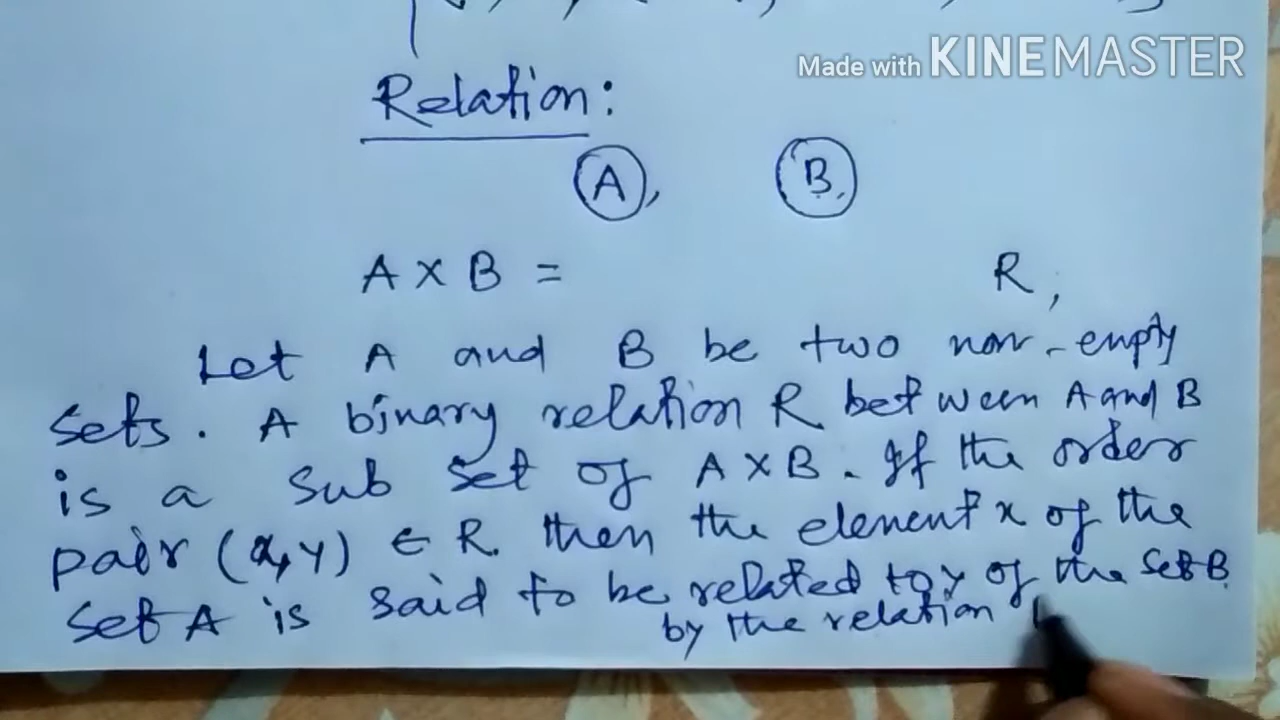 Made with KINEMASTER
Relation:
A, B.
A X B = R,
Let A and B be two non-empty
sets. A binary relation R between A and B
is a sub set of A X B. If the order
pair (x, y) ∈ R. then the element x of the
set A is said to be related to y of the set B.
by the relation